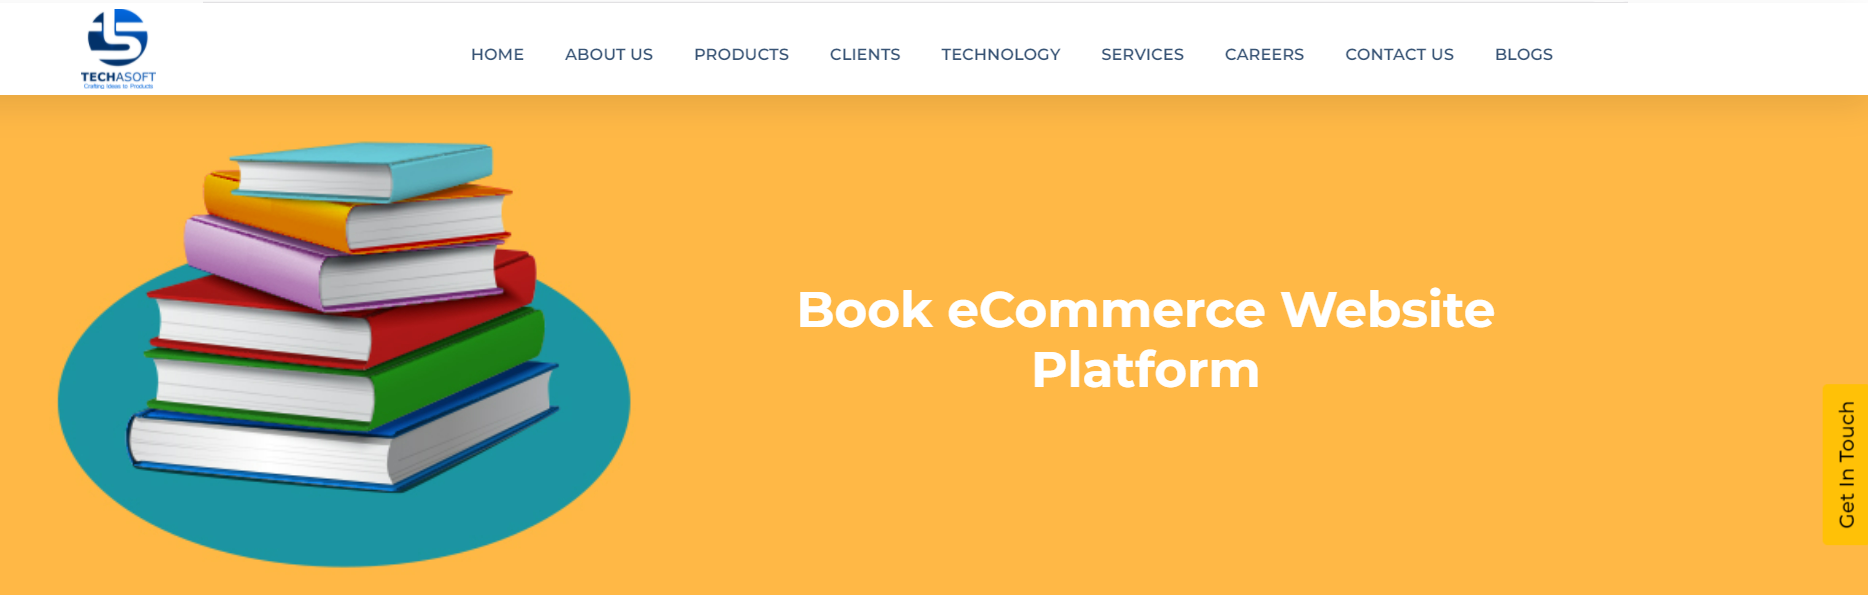 TECHASOFT
Crafting Ideas to Products
HOME ABOUT US PRODUCTS CLIENTS TECHNOLOGY SERVICES CAREERS CONTACT US BLOGS
Book eCommerce Website
Platform
Get In Touch